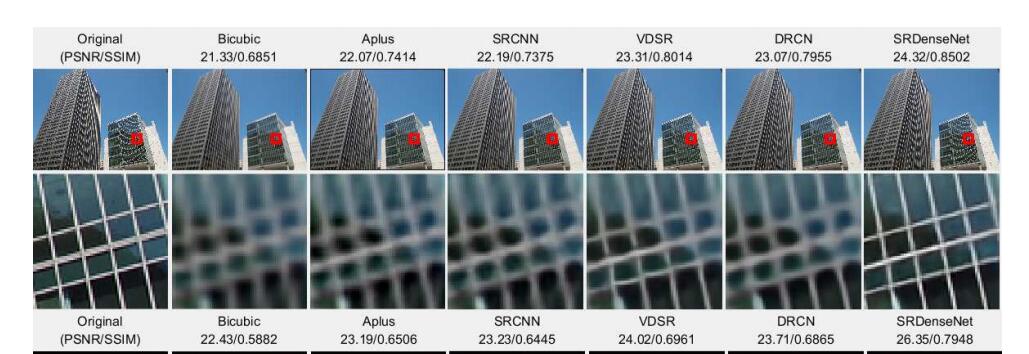 Original Bicubic Aplus SRCNN VDSR DRCN SRDenseNet
(PSNR/SSIM) 21.33/0.6851 22.07/0.7414 22.19/0.7375 23.31/0.8014 23.07/0.7955 24.32/0.8502
Original Bicubic Aplus SRCNN VDSR DRCN SRDenseNet
(PSNR/SSIM) 22.43/0.5882 23.19/0.6506 23.23/0.6445 24.02/0.6961 23.71/0.6865 26.35/0.7948